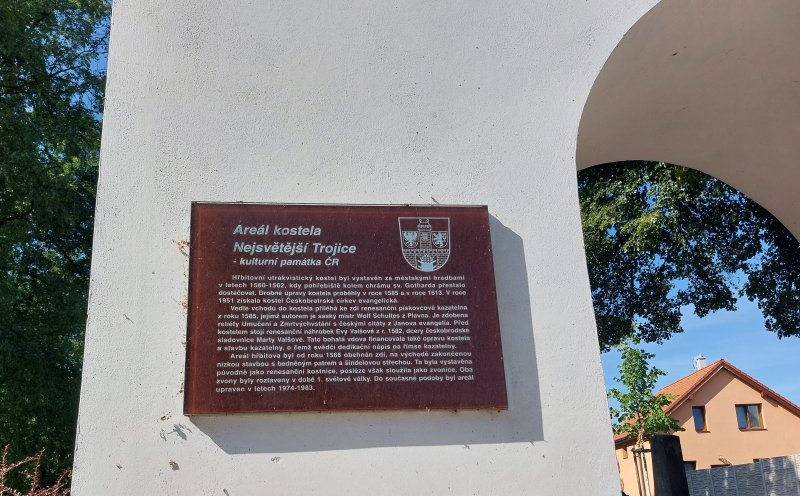 Areál kostela
Nejsvětější Trojice
- kulturní památka ČR
Hřbitovní utrakvistický kostel byl vystavěn za městskými hradbami
v letech 1560-1562, kdy pohřebiště kolem chrámu sv. Gotharda přestalo
dostačovat. Drobné úpravy kostela proběhly v roce 1585 a v roce 1613. V roce
1951 získala kostel Českobratrská církev evangelická.
Vedle vchodu do kostela přiléhá ke zdi renesanční pískovcová kazatelna
z roku 1585, jejímž autorem je saský mistr Wolf Schultes z Plavna. Je zdobena
reliéfy Umučení a Zmrtvýchvstání s českými citáty z Janova evangelia. Před
kostelem stojí renesanční náhrobek Evy Valšové z r. 1582, dcery českobrodské
sladovnice Marty Valšové. Tato bohatá vdova financovala také opravu kostela
a stavbu kazatelny, o čemž svědčí dedikační nápis na římse kazatelny.
Areál hřbitova byl od roku 1566 obehnán zdí, na východě zakončenou
nízkou stavbou s bedněným patrem a šindelovou střechou. Ta byla vystavěna
původně jako renesanční kostnice, posléze však sloužila jako zvonice. Oba
zvony byly roztaveny v době 1. světové války. Do současné podoby byl areál
upraven v letech 1974-1983.